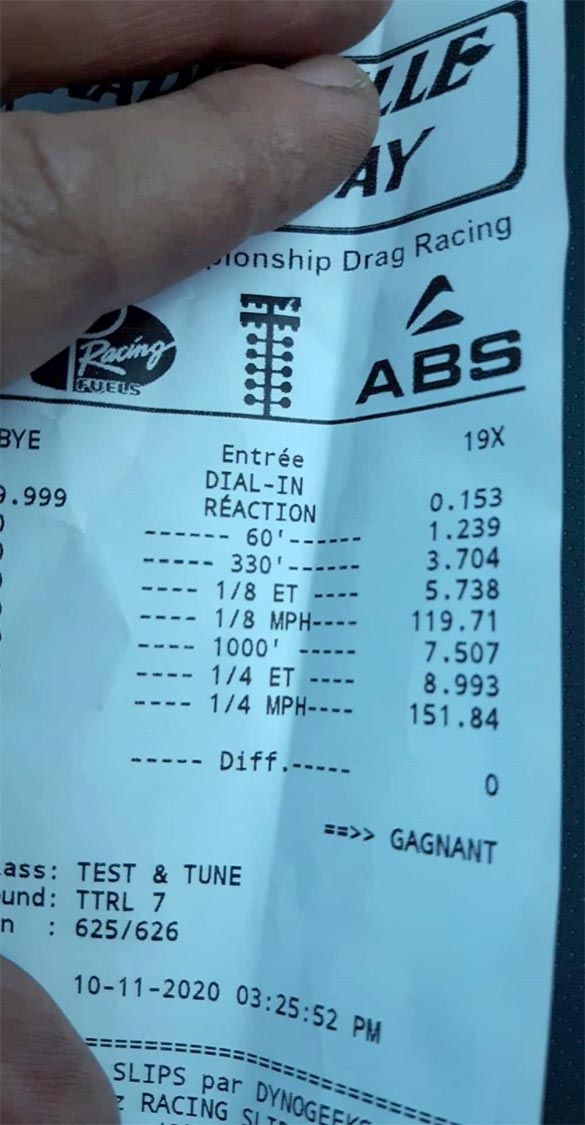 LLE
AY
pionship Drag Racing
Racing
FUELS
ABS
BYE Entrée 19X
DIAL-IN
9.999 RÉACTION 0.153
------ 60'------ 1.239
----- 330'------ 3.704
---- 1/8 ET ---- 5.738
---- 1/8 MPH---- 119.71
---- 1000' ----- 7.507
---- 1/4 ET ---- 8.993
---- 1/4 MPH---- 151.84
----- Diff.----- 0
==>> GAGNANT
ass: TEST & TUNE
und: TTRL 7
n : 625/626
10-11-2020 03:25:52 PM
SLIPS par DYNOGEEKS
RACING